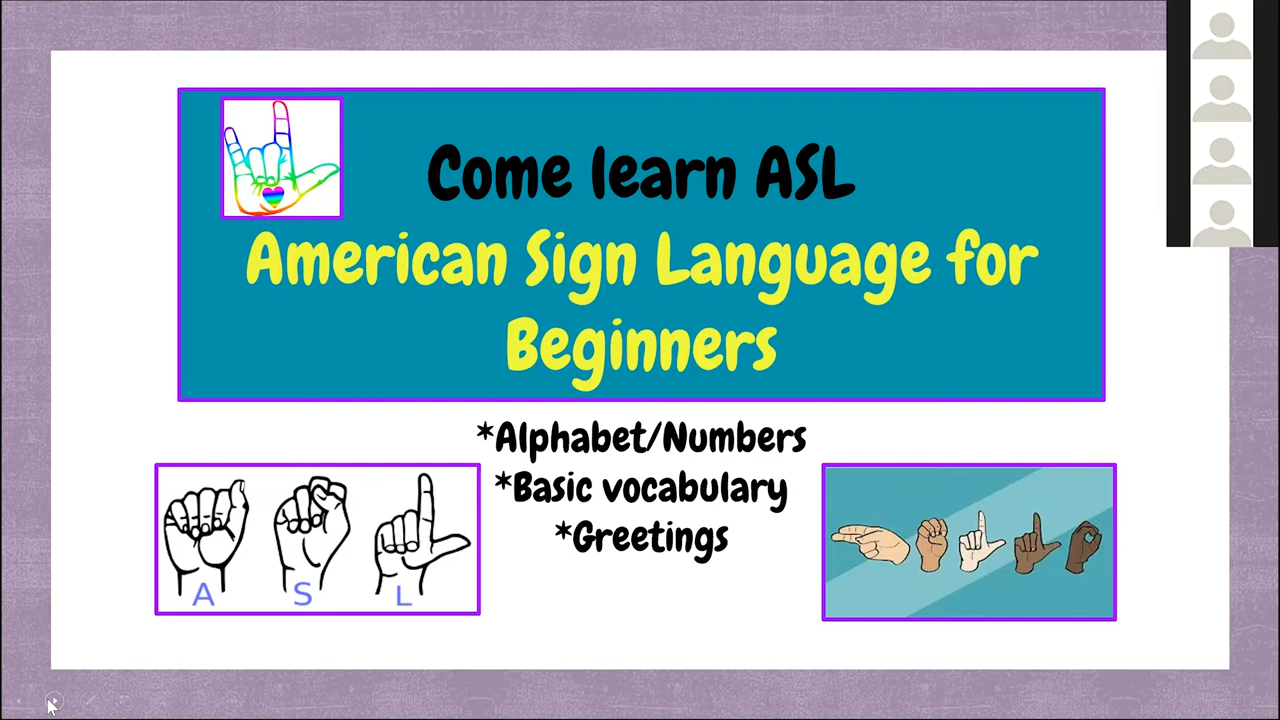 Come learn ASL
American Sign Language for
Beginners
*Alphabet/Numbers
*Basic vocabulary
*Greetings
A S L